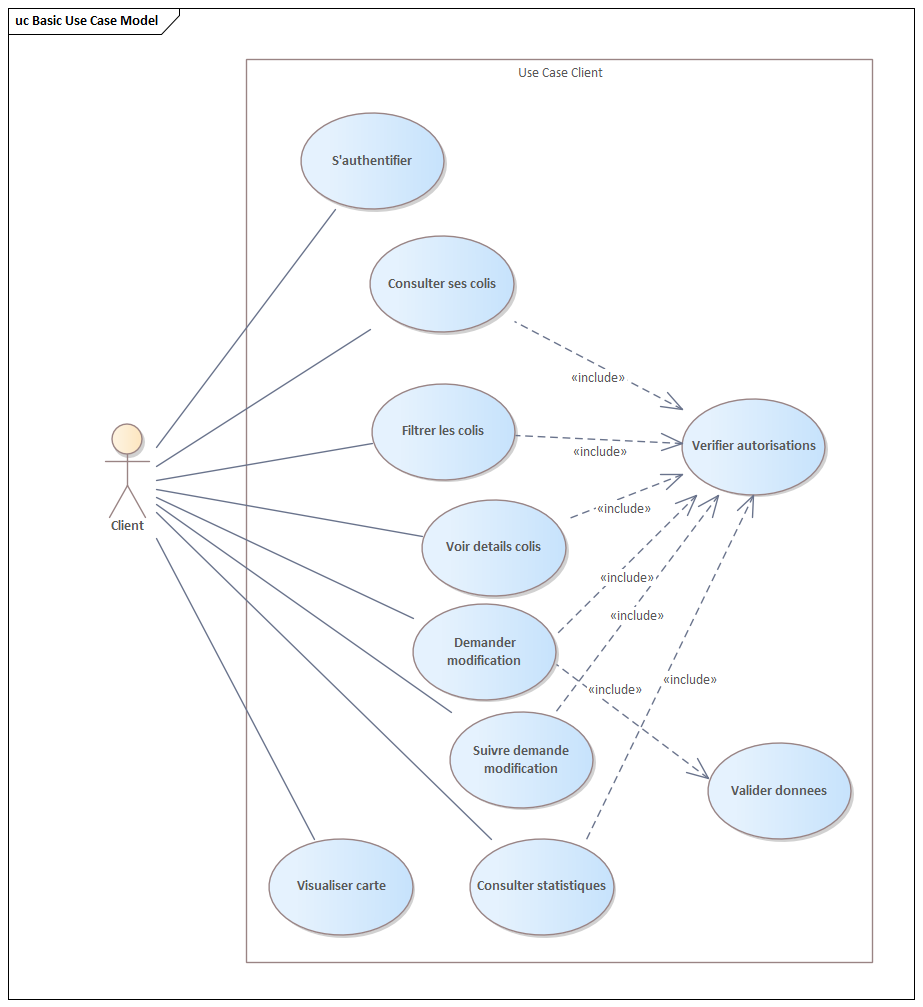 uc Basic Use Case Model
Use Case Client
S'authentifier
Consulter ses colis
«include»
Filtrer les colis
Verifier autorisations
«include»
Client
«include»
Voir details colis
«include»
«include»
Demander
modification
«include»
«include»
Suivre demande
modification
Valider donnees
Visualiser carte
Consulter statistiques